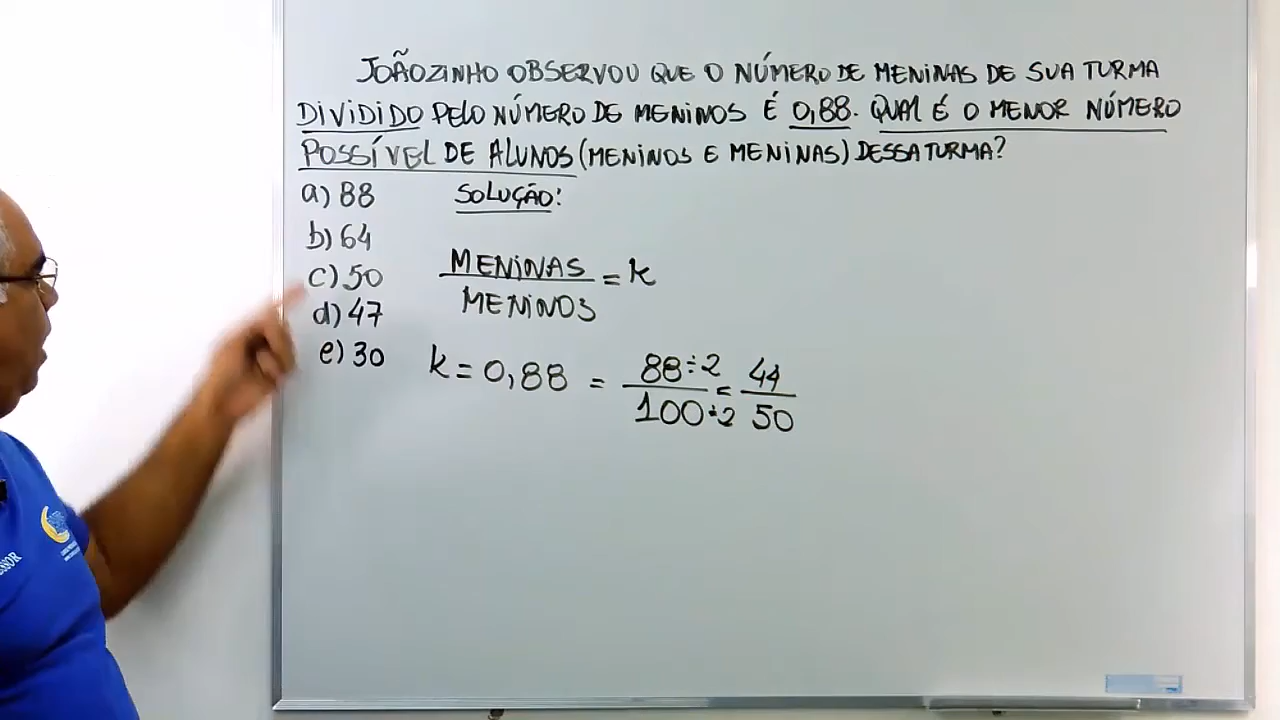 JOÃOZINHO OBSERVOU QUE O NÚMERO DE MENINAS DE SUA TURMA
DIVIDIDO PELO NÚMERO DE MENINOS É 0,88. QUAL É O MENOR NÚMERO
POSSÍVEL DE ALUNOS (MENINOS E MENINAS) DESSA TURMA?
a) 88
SOLUÇÃO:
b) 64
c) 50
d) 47
e) 30
MENINAS
MENINOS
= k
k = 0,88 = 88÷2 / 100÷2 = 44 / 50